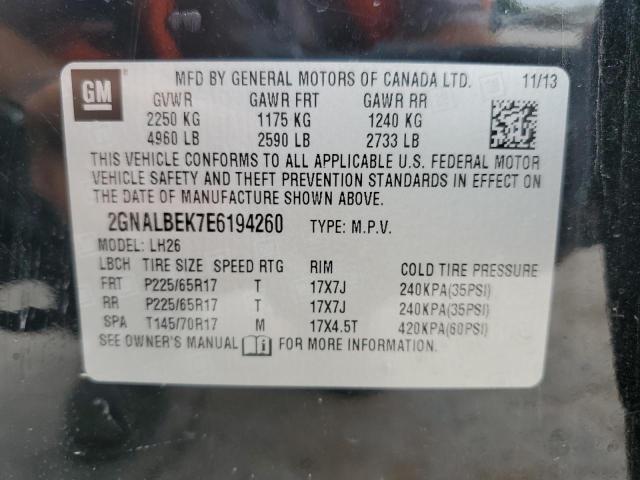 GM
MFD BY GENERAL MOTORS OF CANADA LTD. 11/13
GVWR GAWR FRT GAWR RR
2250 KG 1175 KG 1240 KG
4960 LB 2590 LB 2733 LB
THIS VEHICLE CONFORMS TO ALL APPLICABLE U.S. FEDERAL MOTOR
VEHICLE SAFETY AND THEFT PREVENTION STANDARDS IN EFFECT ON
THE DATE OF MANUFACTURE SHOWN ABOVE.
2GNALBEK7E6194260 TYPE: M.P.V.
MODEL: LH26
LBCH TIRE SIZE SPEED RTG RIM COLD TIRE PRESSURE
FRT P225/65R17 T 17X7J 240KPA(35PSI)
RR P225/65R17 T 17X7J 240KPA(35PSI)
SPA T145/70R17 M 17X4.5T 420KPA(60PSI)
SEE OWNER'S MANUAL i FOR MORE INFORMATION.